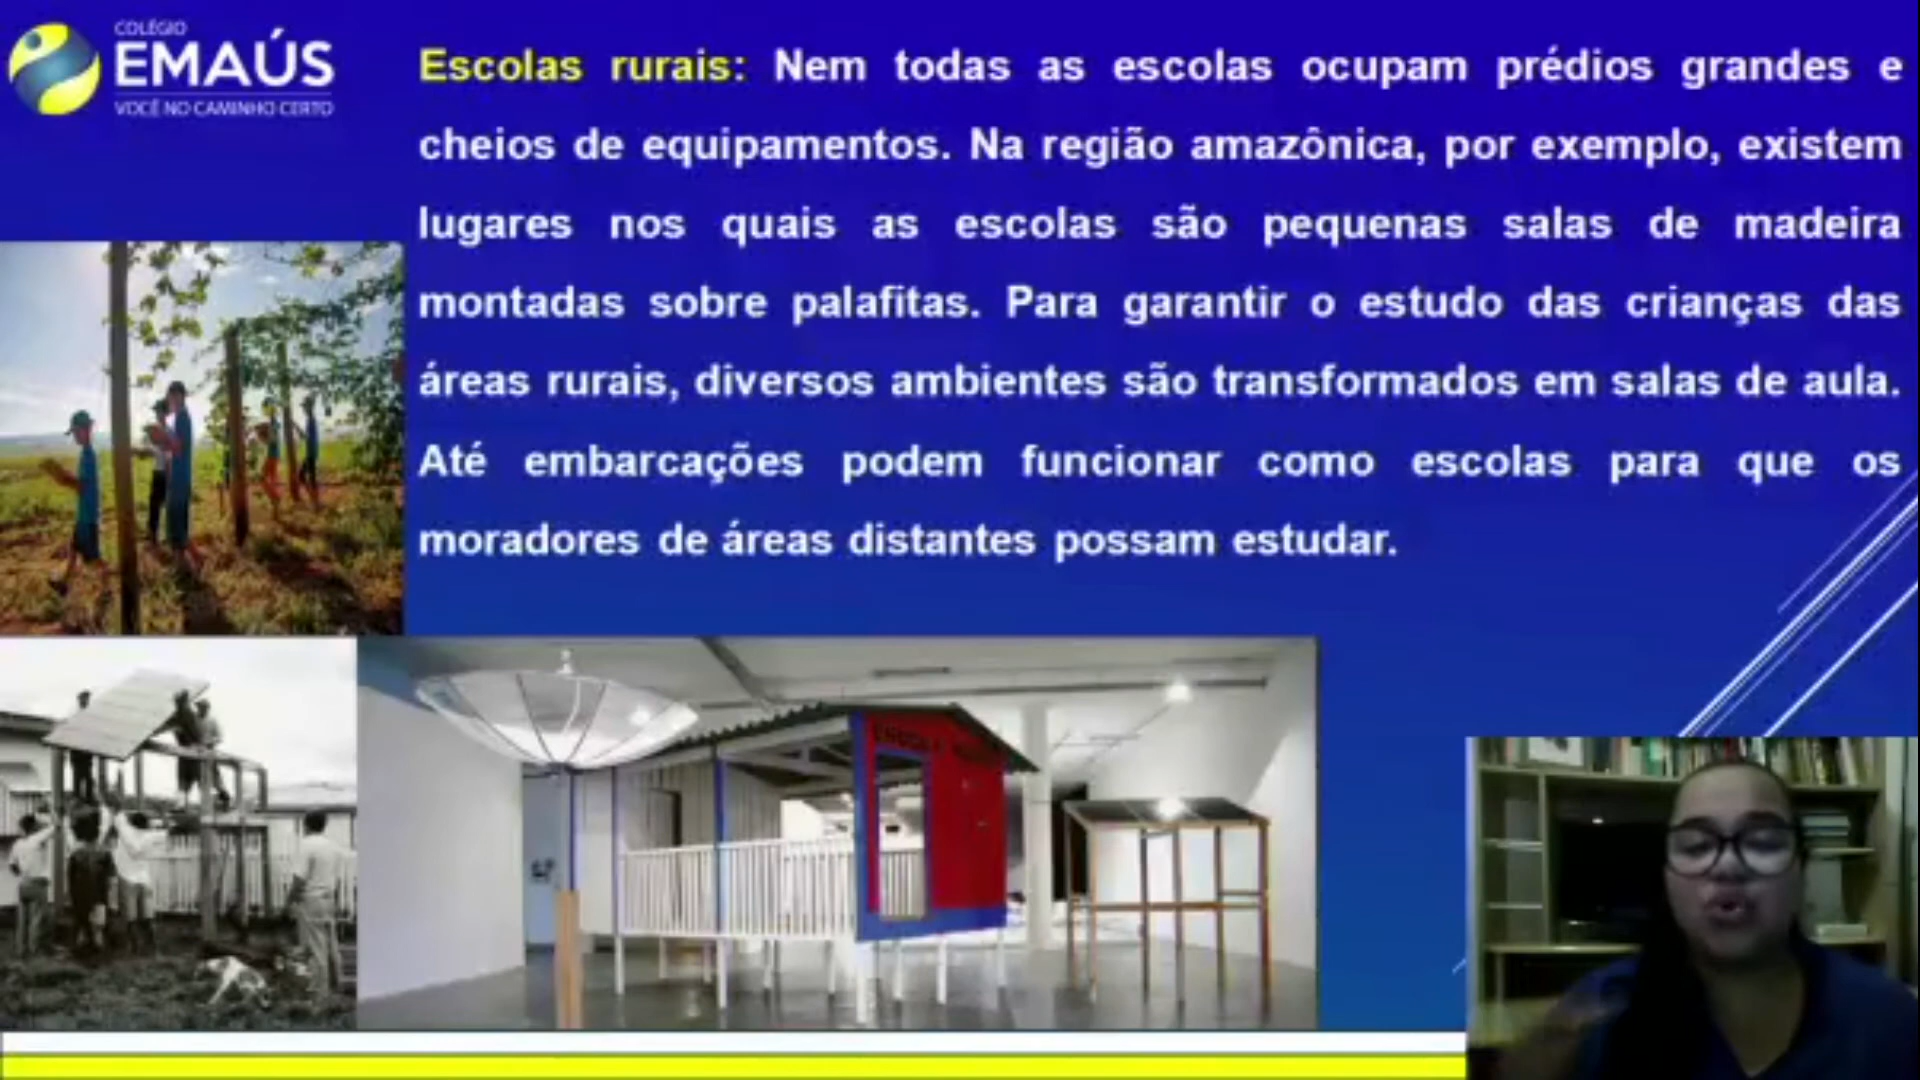 COLÉGIO
EMAÚS
VOCÊ NO CAMINHO CERTO
Escolas rurais: Nem todas as escolas ocupam prédios grandes e
cheios de equipamentos. Na região amazônica, por exemplo, existem
lugares nos quais as escolas são pequenas salas de madeira
montadas sobre palafitas. Para garantir o estudo das crianças das
áreas rurais, diversos ambientes são transformados em salas de aula.
Até embarcações podem funcionar como escolas para que os
moradores de áreas distantes possam estudar.